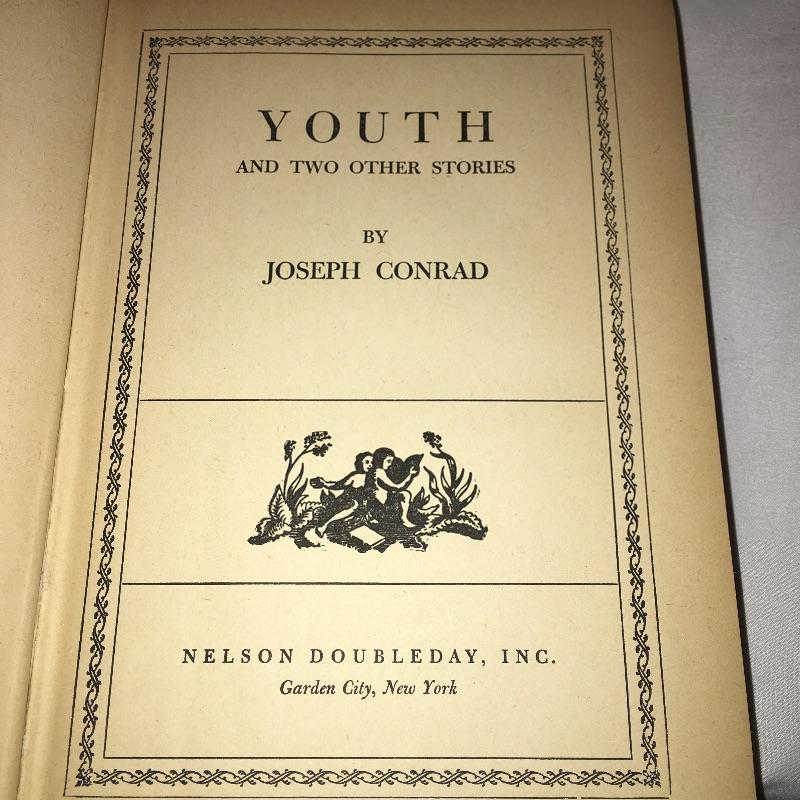 YOUTH
AND TWO OTHER STORIES
BY
JOSEPH CONRAD
NELSON DOUBLEDAY, INC.
Garden City, New York